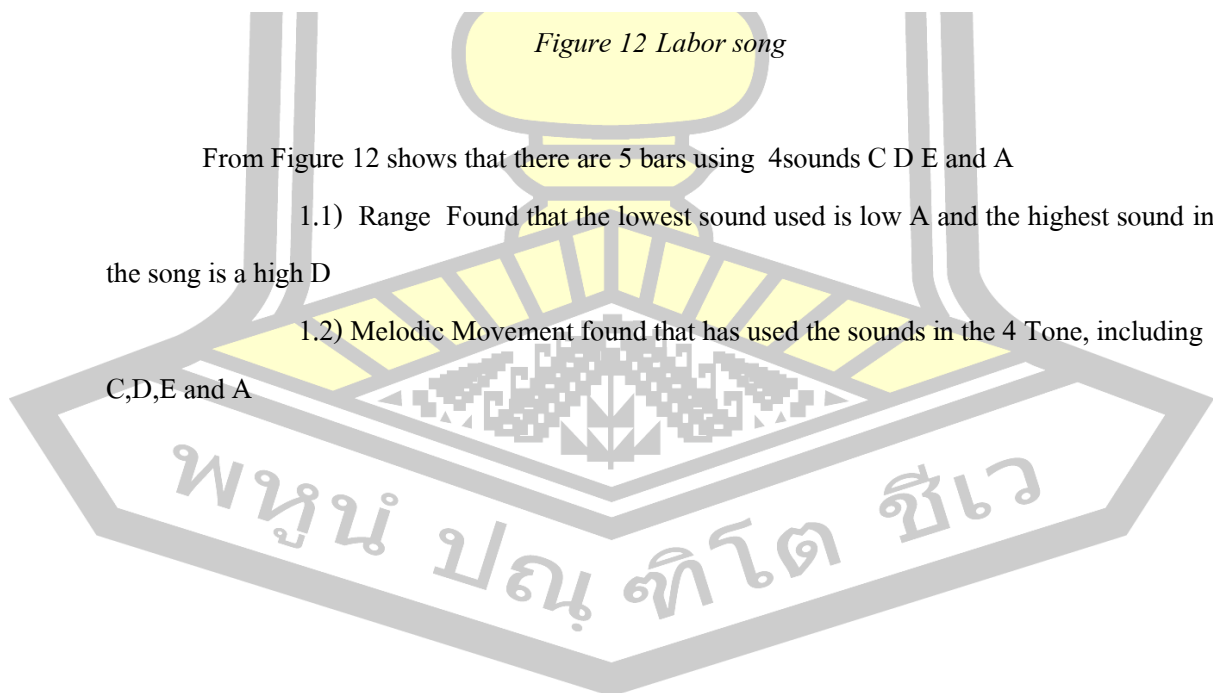 Figure 12 Labor song
From Figure 12 shows that there are 5 bars using 4sounds C D E and A
1.1) Range Found that the lowest sound used is low A and the highest sound in
the song is a high D
1.2) Melodic Movement found that has used the sounds in the 4 Tone, including
C,D,E and A
พหูนํ ปณฺฑิโต ชีเว